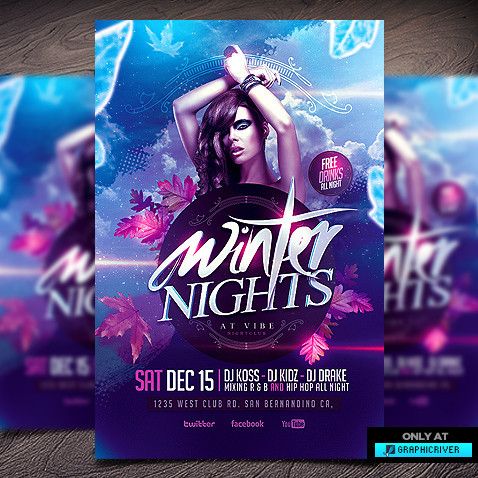 FREE
DRINKS
ALL NIGHT
Winter
NIGHTS
AT VIBE
NIGHTCLUB
SAT DEC 15
DJ KOSS - DJ KIDZ - DJ DRAKE
MIXING R & B AND HIP HOP ALL NIGHT
1235 WEST CLUB RD. SAN BERNANDINO CA.
twitter facebook YouTube
ONLY AT
GRAPHICRIVER